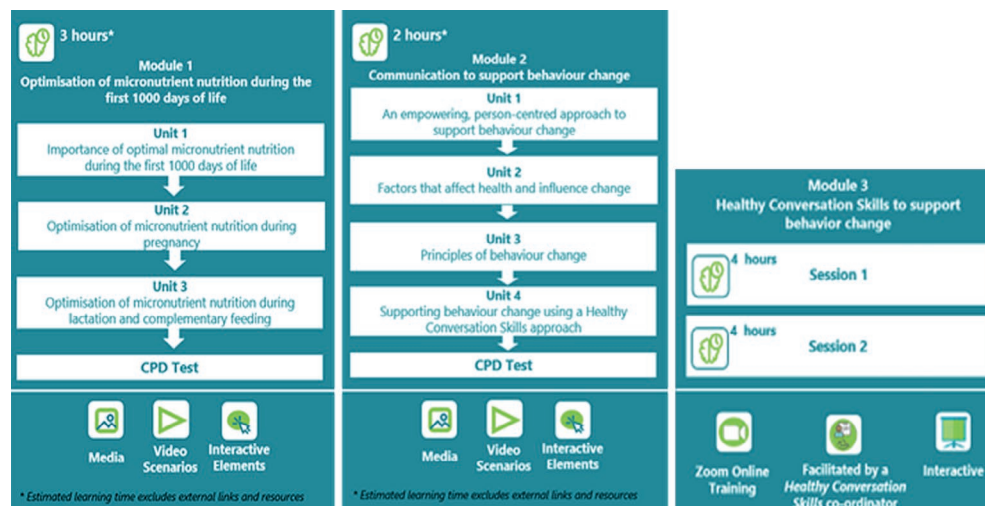 3 hours*
Module 1
Optimisation of micronutrient nutrition during the
first 1000 days of life
Unit 1
Importance of optimal micronutrient nutrition
during the first 1000 days of life
Unit 2
Optimisation of micronutrient nutrition during
pregnancy
Unit 3
Optimisation of micronutrient nutrition during
lactation and complementary feeding
CPD Test
Media
Video
Scenarios
Interactive
Elements
* Estimated learning time excludes external links and resources
2 hours*
Module 2
Communication to support behaviour change
Unit 1
An empowering, person-centred approach to
support behaviour change
Unit 2
Factors that affect health and influence change
Unit 3
Principles of behaviour change
Unit 4
Supporting behaviour change using a Healthy
Conversation Skills approach
CPD Test
Media
Video
Scenarios
Interactive
Elements
* Estimated learning time excludes external links and resources
Module 3
Healthy Conversation Skills to support
behavior change
4 hours
Session 1
4 hours
Session 2
Zoom Online
Training
Facilitated by a
Healthy Conversation
Skills co-ordinator
Interactive